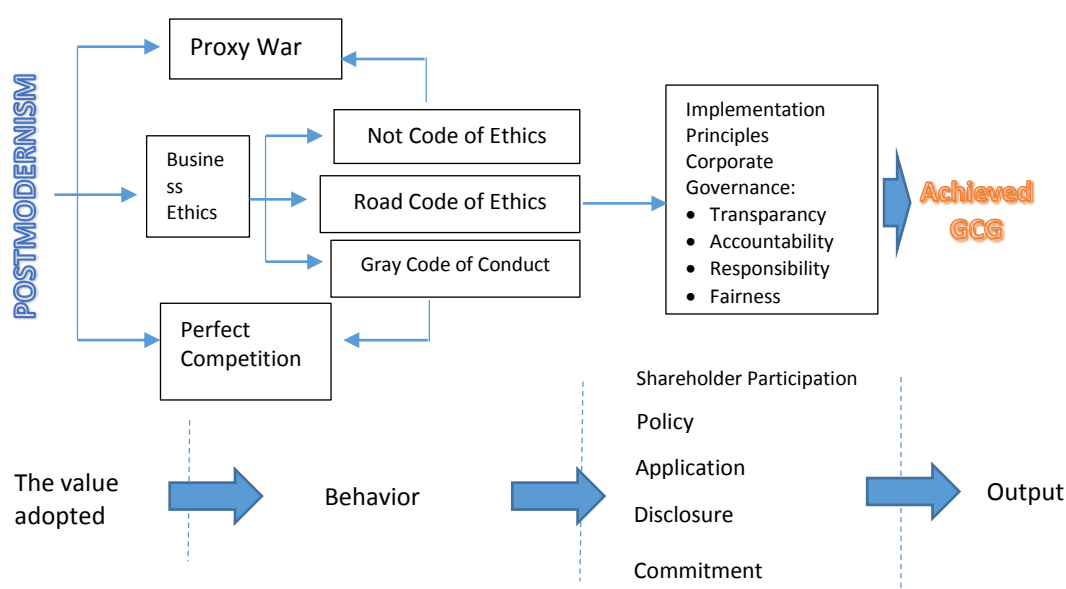 POSTMODERNISM
Proxy War
Busine
ss
Ethics
Not Code of Ethics
Road Code of Ethics
Gray Code of Conduct
Perfect
Competition
Implementation
Principles
Corporate
Governance:
• Transparancy
• Accountability
• Responsibility
• Fairness
Achieved
GCG
The value
adopted
Behavior
Shareholder Participation
Policy
Application
Disclosure
Commitment
Output